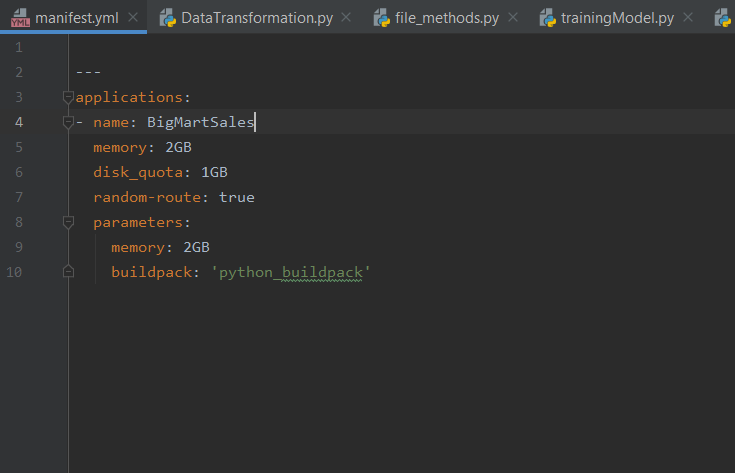 manifest.yml DataTransformation.py file_methods.py trainingModel.py
YML
1
2 ---
3 applications:
4 - name: BigMartSales
5 memory: 2GB
6 disk_quota: 1GB
7 random-route: true
8 parameters:
9 memory: 2GB
10 buildpack: 'python_buildpack'